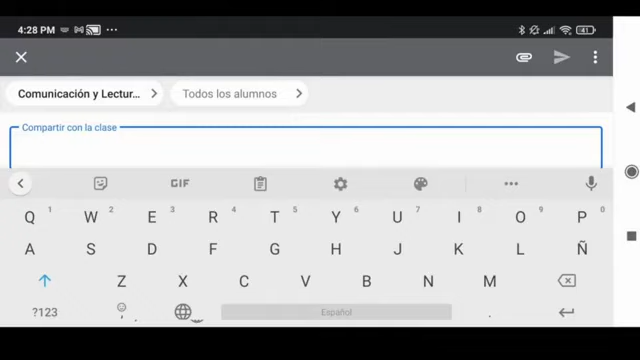 4:28 PM ... 41
Comunicación y Lectur... Todos los alumnos
Compartir con la clase
GIF ...
Q 1 W 2 E 3 R 4 T 5 Y 6 U 7 I 8 O 9 P 0
A S D F G H J K L Ñ
Z X C V B N M
?123 , Español .